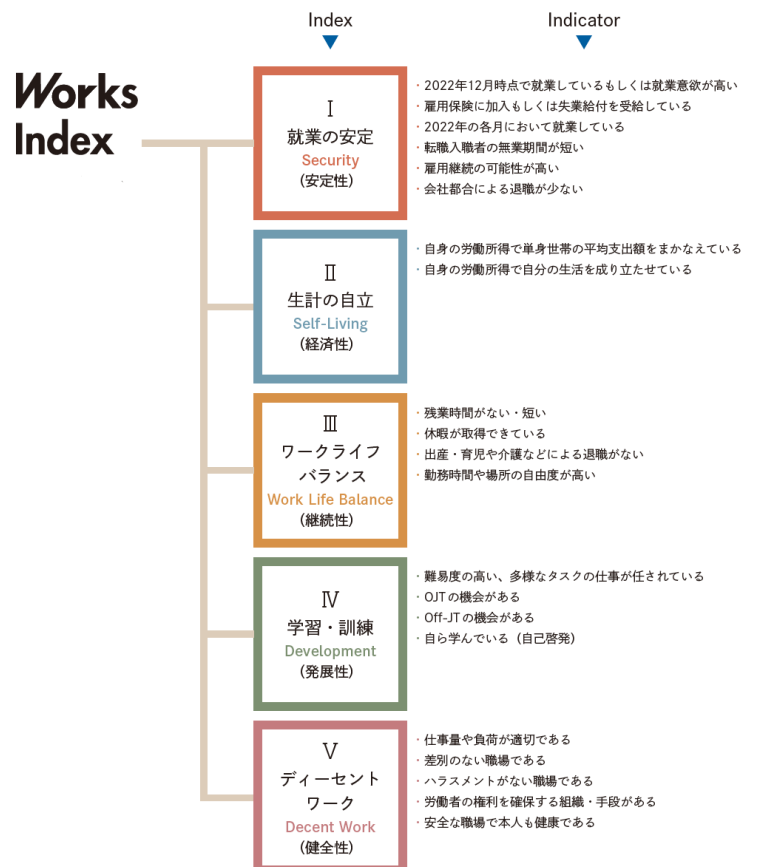 Index
Indicator
Works
Index
Ⅰ
就業の安定
Security
(安定性)
・2022年12月時点で就業しているもしくは就業意欲が高い
・雇用保険に加入もしくは失業給付を受給している
・2022年の各月において就業している
・転職入職者の無業期間が短い
・雇用継続の可能性が高い
・会社都合による退職が少ない
Ⅱ
生計の自立
Self-Living
(経済性)
・自身の労働所得で単身世帯の平均支出額をまかなえている
・自身の労働所得で自分の生活を成り立たせている
Ⅲ
ワークライフ
バランス
Work Life Balance
(継続性)
・残業時間がない・短い
・休暇が取得できている
・出産・育児や介護などによる退職がない
・勤務時間や場所の自由度が高い
Ⅳ
学習・訓練
Development
(発展性)
・難易度の高い、多様なタスクの仕事が任されている
・OJTの機会がある
・Off-JTの機会がある
・自ら学んでいる（自己啓発）
Ⅴ
ディーセント
ワーク
Decent Work
(健全性)
・仕事量や負荷が適切である
・差別のない職場である
・ハラスメントがない職場である
・労働者の権利を確保する組織・手段がある
・安全な職場で本人も健康である